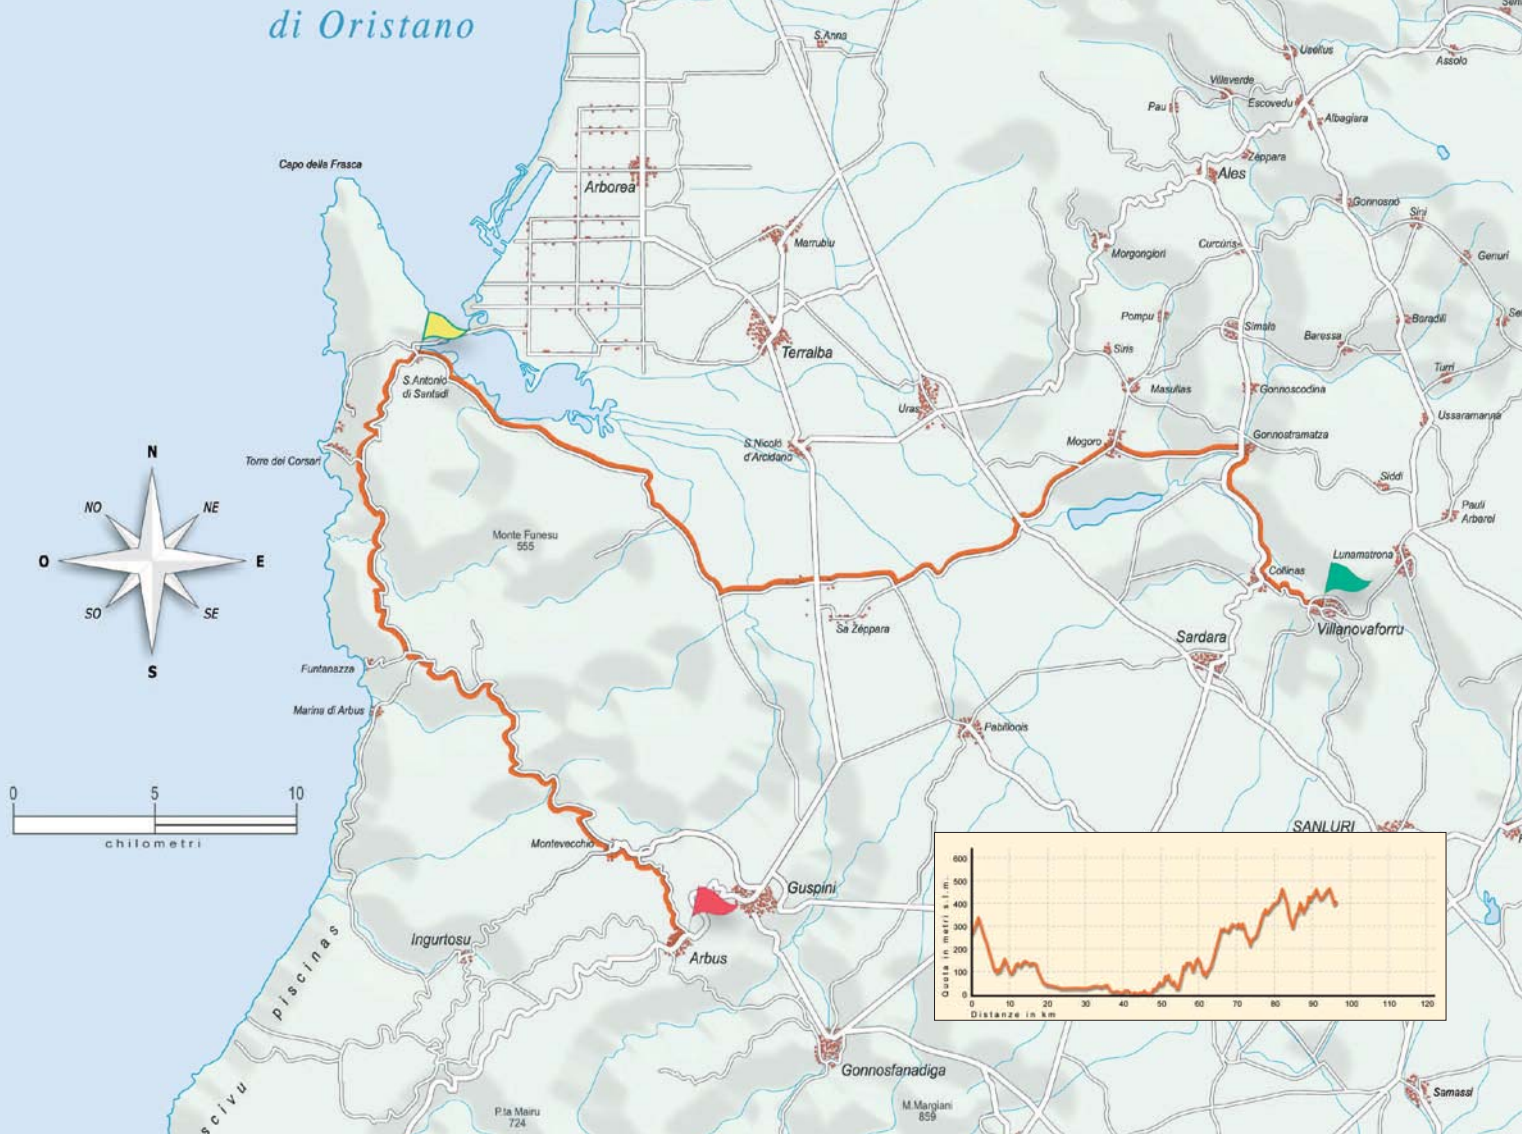 di Oristano
S.Anna
Usellus
Assolo
Villaverde
Pau
Escovedu
Albagiara
Capo della Frasca
Zeppara
Ales
Arborea
Gonnosnò
Sini
Marrubiu
Curcuris
Morgongiori
Genuri
Pompu
Simala
Baradili
Baressa
Siris
Terralba
Turri
S.Antonio
di Santadi
Masullas
Gonnoscodina
Uras
Ussaramanna
Mogoro
Gonnostramatza
S.Nicolò
d'Arcidano
Torre dei Corsari
N
Siddi
NO
NE
Pauli
Arbarei
Monte Funesu
555
O
E
Lunamatrona
Collinas
SO
SE
Sa Zeppara
Villanovaforru
Sardara
S
Funtanazza
Marina di Arbus
Pabillonis
0 5 10
chilometri
SANLURI
Montevecchio
Guspini
Ingurtosu
Arbus
piscinas
600
500
400
300
200
100
0
Quota in metri s.l.m.
0 10 20 30 40 50 60 70 80 90 100 110 120
Distanze in km
Gonnosfanadiga
scivu
P.ta Mairu
724
M.Margiani
859
Samassi